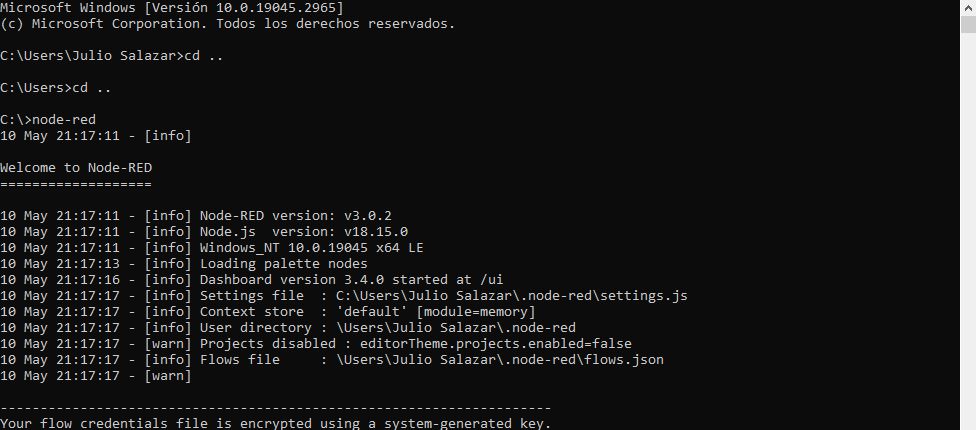 Microsoft Windows [Versión 10.0.19045.2965]
(c) Microsoft Corporation. Todos los derechos reservados.
C:\Users\Julio Salazar>cd ..
C:\Users>cd ..
C:\>node-red
10 May 21:17:11 - [info]
Welcome to Node-RED
===================
10 May 21:17:11 - [info] Node-RED version: v3.0.2
10 May 21:17:11 - [info] Node.js  version: v18.15.0
10 May 21:17:11 - [info] Windows_NT 10.0.19045 x64 LE
10 May 21:17:13 - [info] Loading palette nodes
10 May 21:17:16 - [info] Dashboard version 3.4.0 started at /ui
10 May 21:17:17 - [info] Settings file  : C:\Users\Julio Salazar\.node-red\settings.js
10 May 21:17:17 - [info] Context store  : 'default' [module=memory]
10 May 21:17:17 - [info] User directory : \Users\Julio Salazar\.node-red
10 May 21:17:17 - [warn] Projects disabled : editorTheme.projects.enabled=false
10 May 21:17:17 - [info] Flows file     : \Users\Julio Salazar\.node-red\flows.json
10 May 21:17:17 - [warn]
---------------------------------------------------------------------
Your flow credentials file is encrypted using a system-generated key.